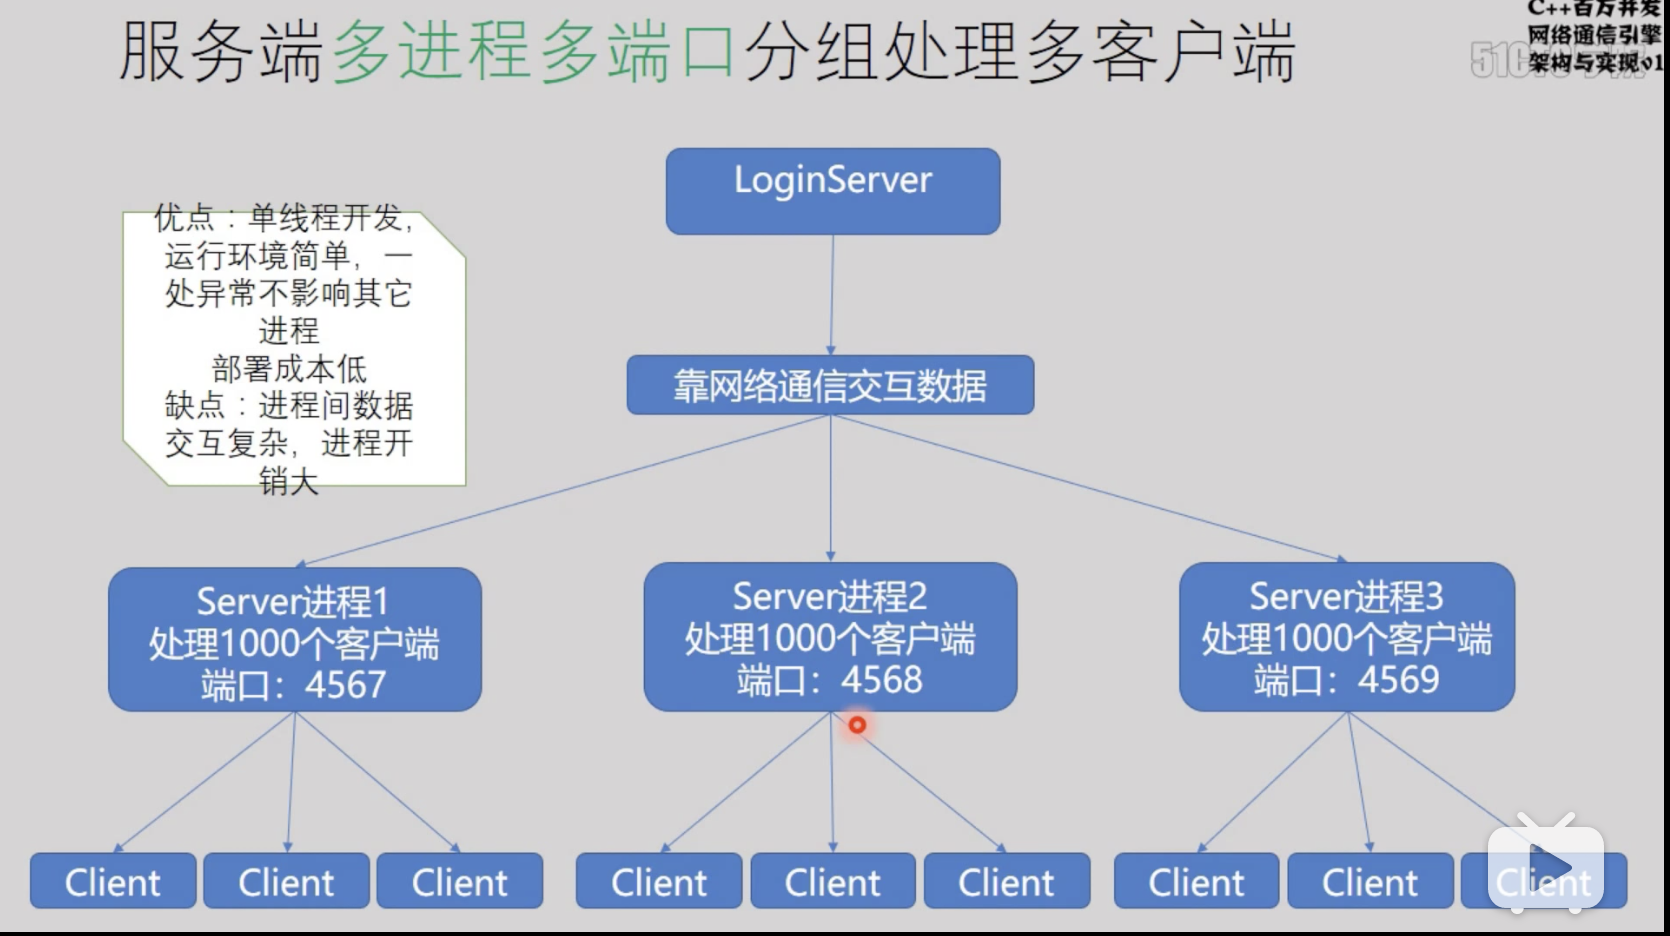 服务端多进程多端口分组处理多客户端
C++百万并发
网络通信引擎
架构与实现01
LoginServer
优点：单线程开发，
运行环境简单，一
处异常不影响其它
进程
部署成本低
缺点：进程间数据
交互复杂，进程开
销大
靠网络通信交互数据
Server进程1
处理1000个客户端
端口：4567
Server进程2
处理1000个客户端
端口：4568
Server进程3
处理1000个客户端
端口：4569
Client
Client
Client
Client
Client
Client
Client
Client
Client